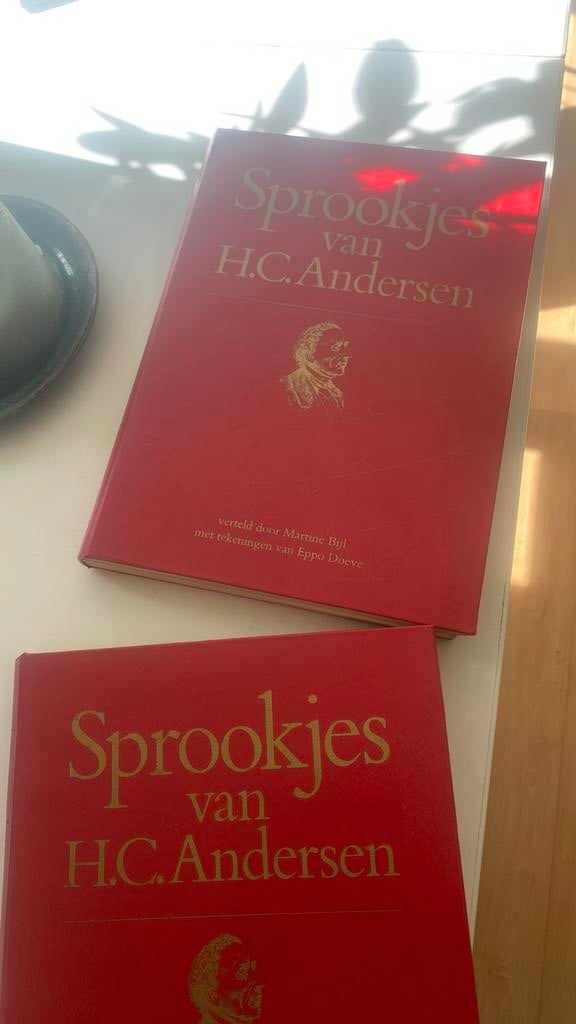 Sprookjes
van
H.C. Andersen
verteld door Martine Bijl
met tekeningen van Eppo Doeve
Sprookjes
van
H.C. Andersen